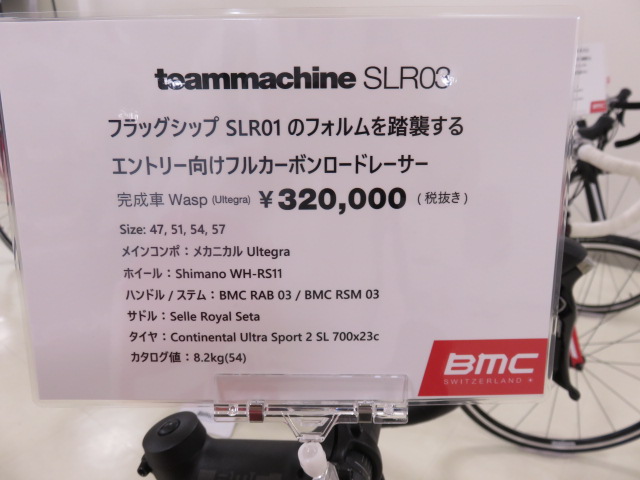 teammachine SLR03
フラッグシップ SLR01 のフォルムを踏襲する
エントリー向けフルカーボンロードレーサー
完成車 Wasp (Ultegra) ¥320,000 (税抜き)
Size: 47, 51, 54, 57
メインコンポ：メカニカル Ultegra
ホイール：Shimano WH-RS11
ハンドル / ステム：BMC RAB 03 / BMC RSM 03
サドル：Selle Royal Seta
タイヤ：Continental Ultra Sport 2 SL 700x23c
カタログ値：8.2kg(54)
BMC
SWITZERLAND